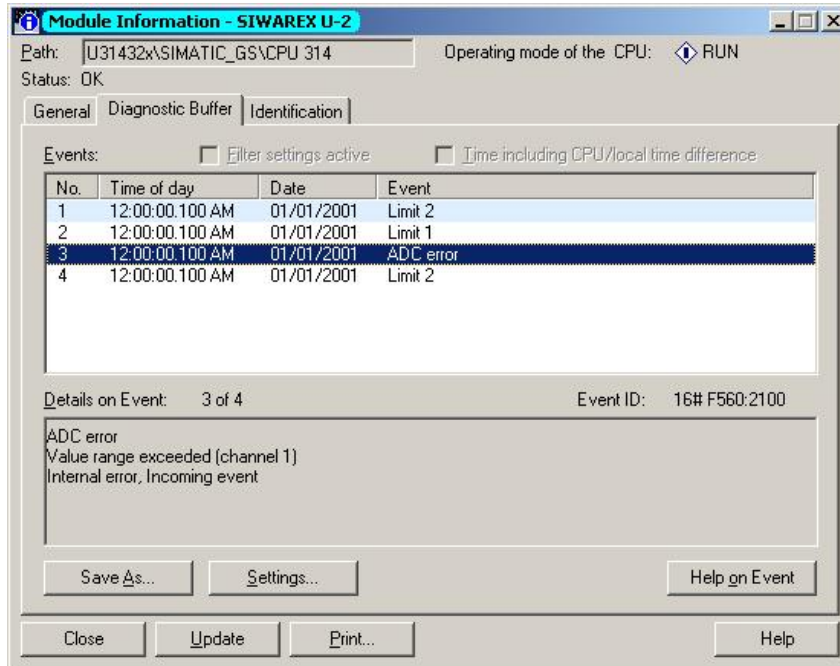 Module Information - SIWAREX U-2
Path: U31432x\SIMATIC_GS\CPU 314 Operating mode of the CPU: RUN
Status: OK
General Diagnostic Buffer Identification
Events: Filter settings active Time including CPU/local time difference
No. Time of day Date Event
1 12:00:00.100 AM 01/01/2001 Limit 2
2 12:00:00.100 AM 01/01/2001 Limit 1
3 12:00:00.100 AM 01/01/2001 ADC error
4 12:00:00.100 AM 01/01/2001 Limit 2
Details on Event: 3 of 4 Event ID: 16# F560:2100
ADC error
Value range exceeded (channel 1)
Internal error, Incoming event
Save As... Settings... Help on Event
Close Update Print... Help